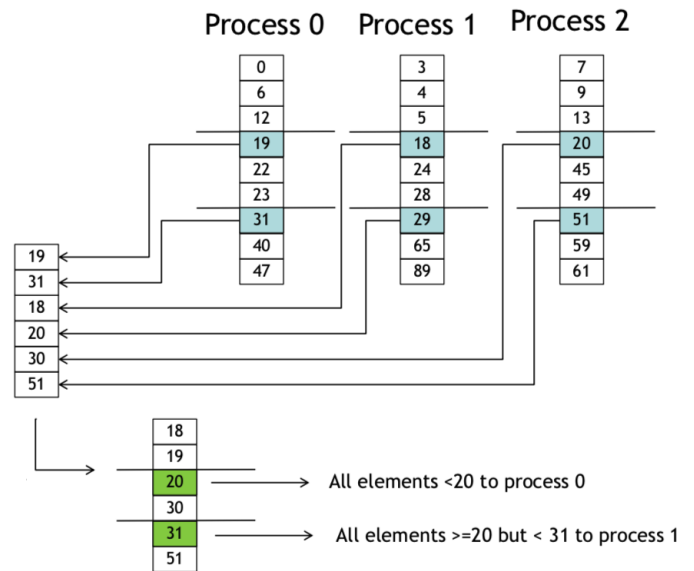 Process 0 Process 1 Process 2
0 3 7
6 4 9
12 5 13
19 18 20
22 24 45
23 28 49
31 29 51
40 65 59
47 89 61
19
31
18
20
30
51
18
19
20 All elements <20 to process 0
30
31 All elements >=20 but < 31 to process 1
51